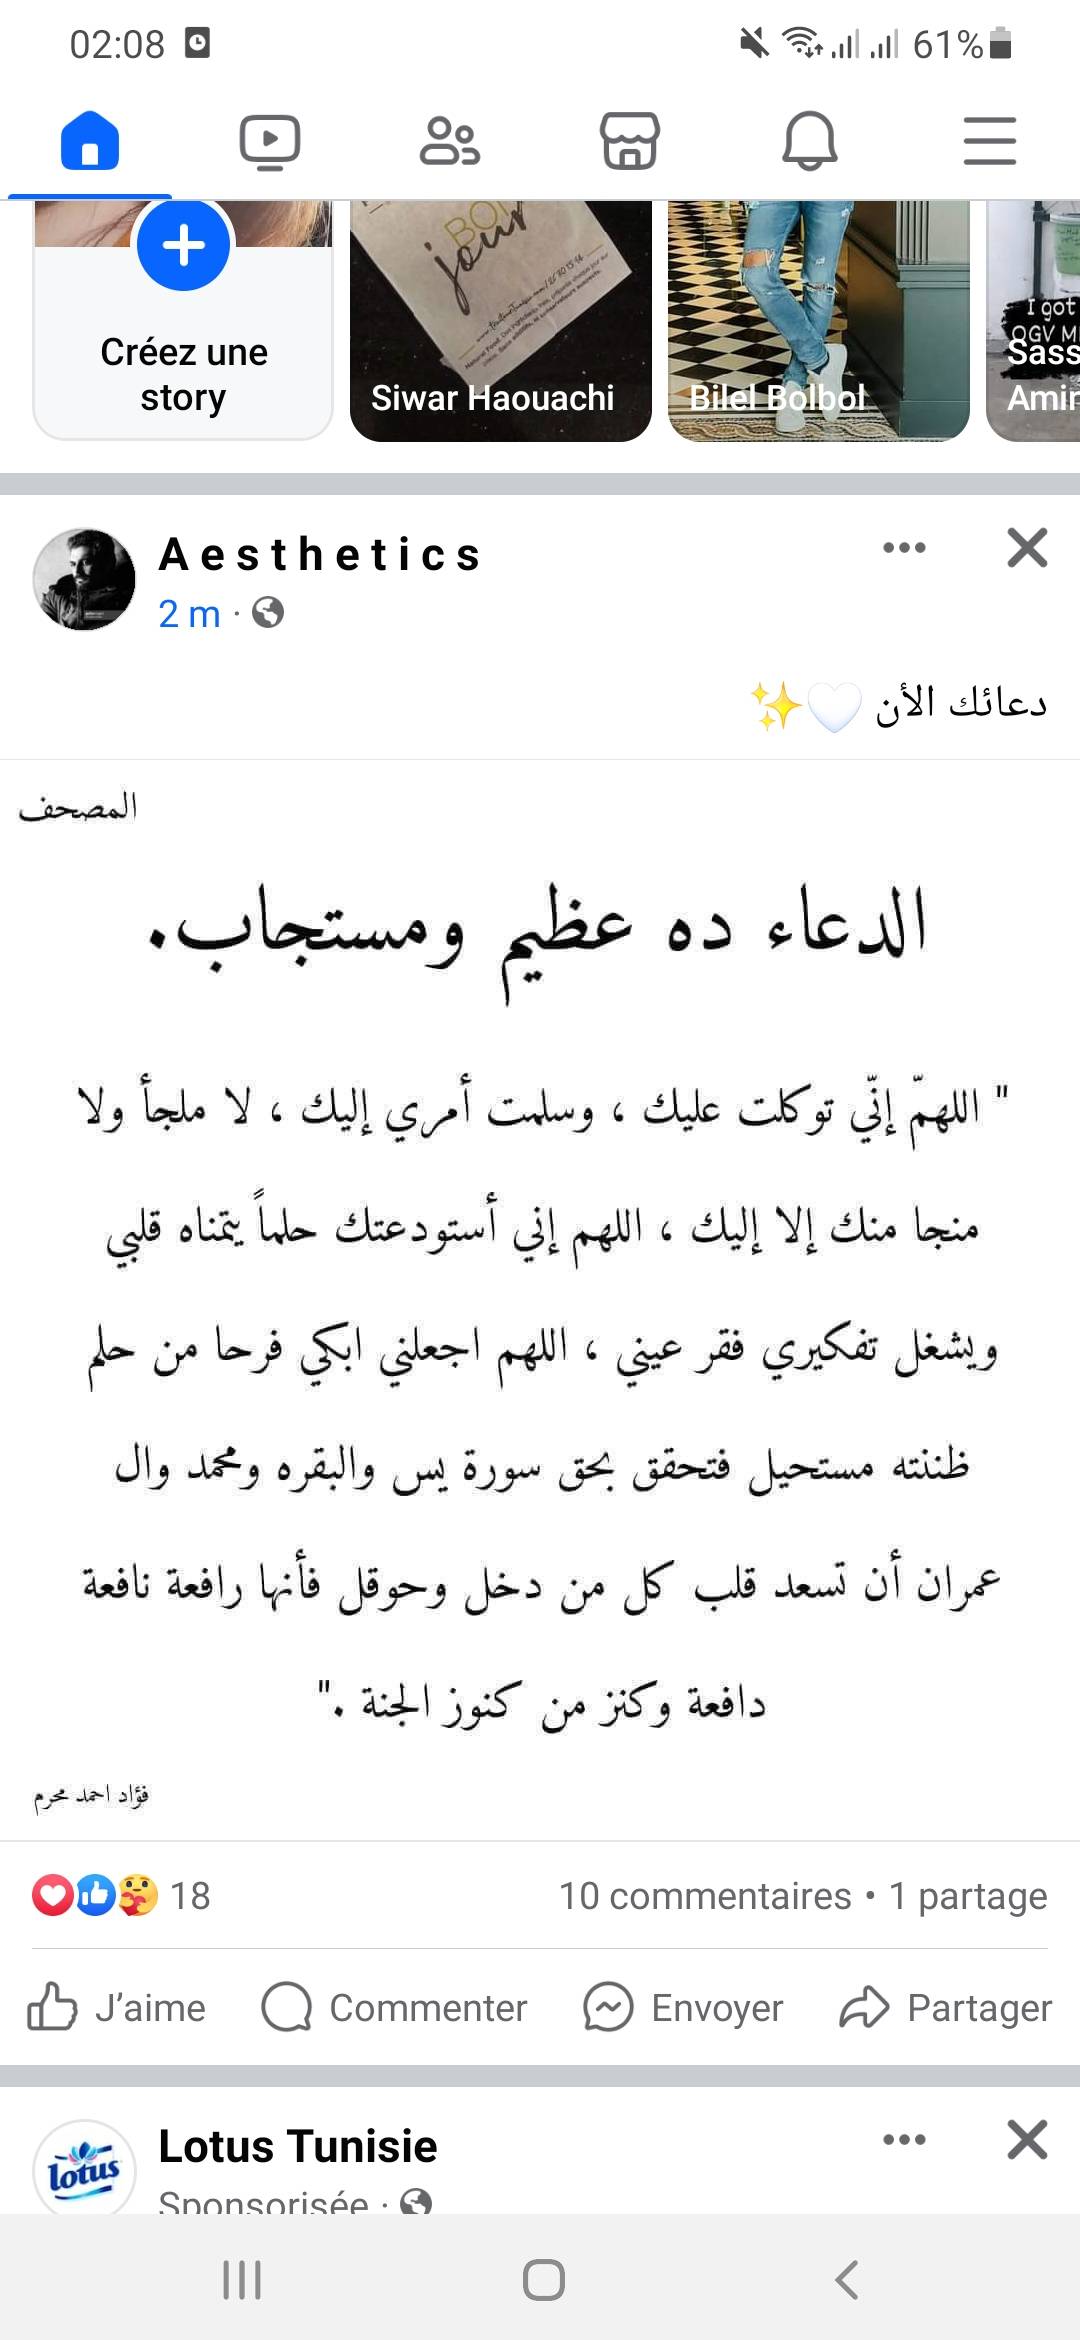 02:08
61%
BON
jour
Créez une
story
Siwar Haouachi
Bilel Bolbol
I got
OGV M
Sass
Amir
Aesthetics
2 m ·
دعائك الأن 🤍✨
المصحف
الدعاء ده عظيم ومستجاب.
" اللهمّ إنّي توكلت عليك ، وسلمت أمري إليك ، لا ملجأ ولا
منجا منك إلا إليك ، اللهم إني أستودعتك حلماً يتمناه قلبي
ويشغل تفكيري فقر عيني ، اللهم اجعلني ابكي فرحا من حلم
ظننته مستحيل فتحقق بحق سورة يس والبقره ومحمد وال
عمران أن تسعد قلب كل من دخل وحوقل فأنها رافعة نافعة
دافعة وكنز من كنوز الجنة ."
فؤاد احمد محرم
18
10 commentaires • 1 partage
J'aime
Commenter
Envoyer
Partager
lotus
Lotus Tunisie
Sponsorisée ·